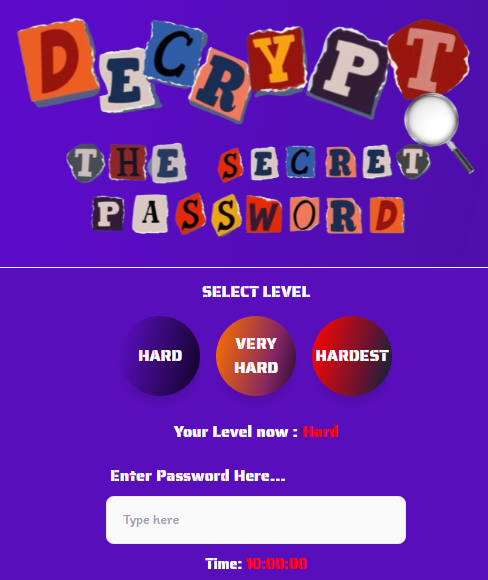 DECRYPT
THE SECRET
PASSWORD
SELECT LEVEL
HARD
VERY
HARD
HARDEST
Your Level now : Hard
Enter Password Here...
Type here
Time: 10:00:00